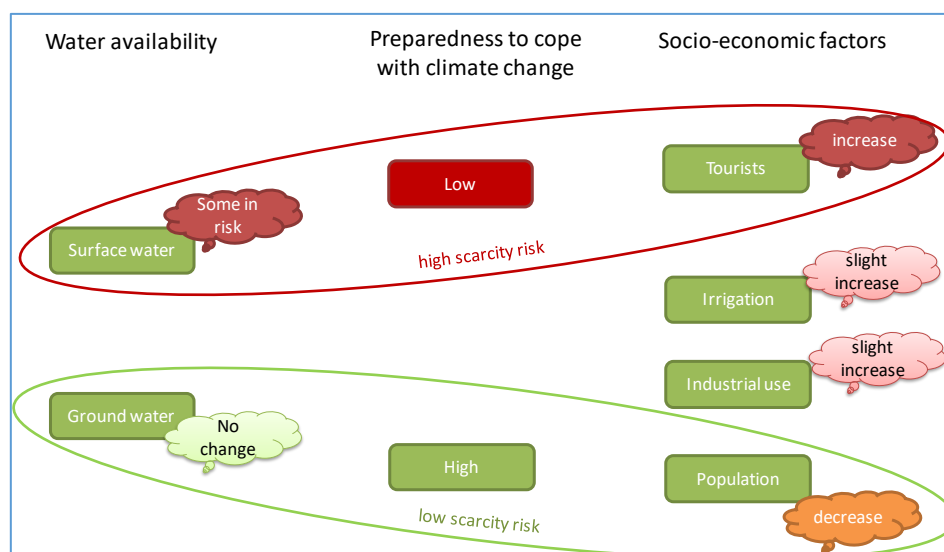 Water availability
Preparedness to cope
with climate change
Socio-economic factors
increase
Tourists
Low
Some in
risk
Surface water
high scarcity risk
slight
increase
Irrigation
slight
increase
Industrial use
Ground water
No
change
High
Population
low scarcity risk
decrease